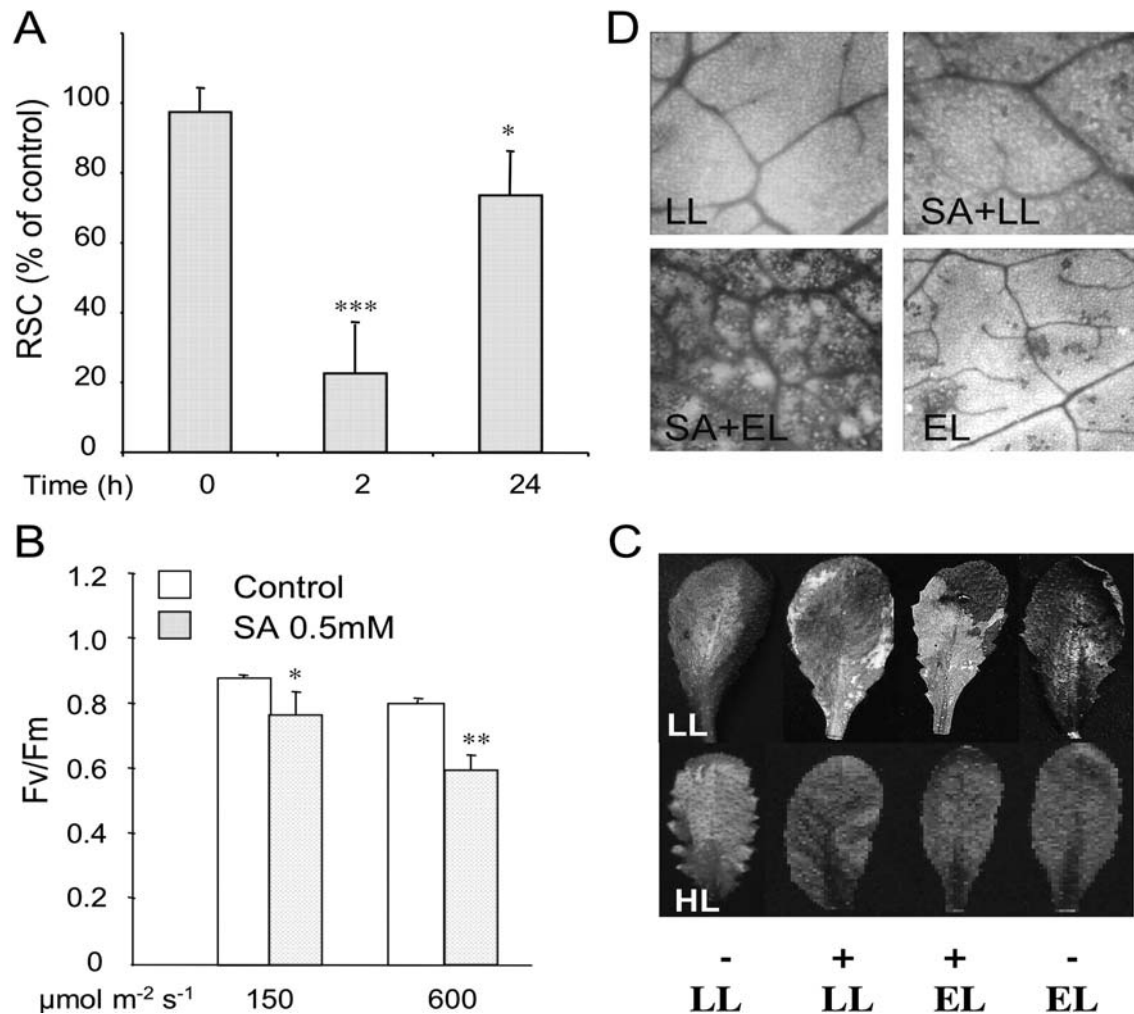 A
RSC (% of control)
100
80
60
40
20
0
***
*
Time (h) 0 2 24
B
Fv/Fm
1.2
1.0
0.8
0.6
0.4
0.2
0
Control
SA 0.5mM
*
**
µmol m⁻² s⁻¹ 150 600
D
LL
SA+LL
SA+EL
EL
C
LL
HL
- + + -
LL LL EL EL